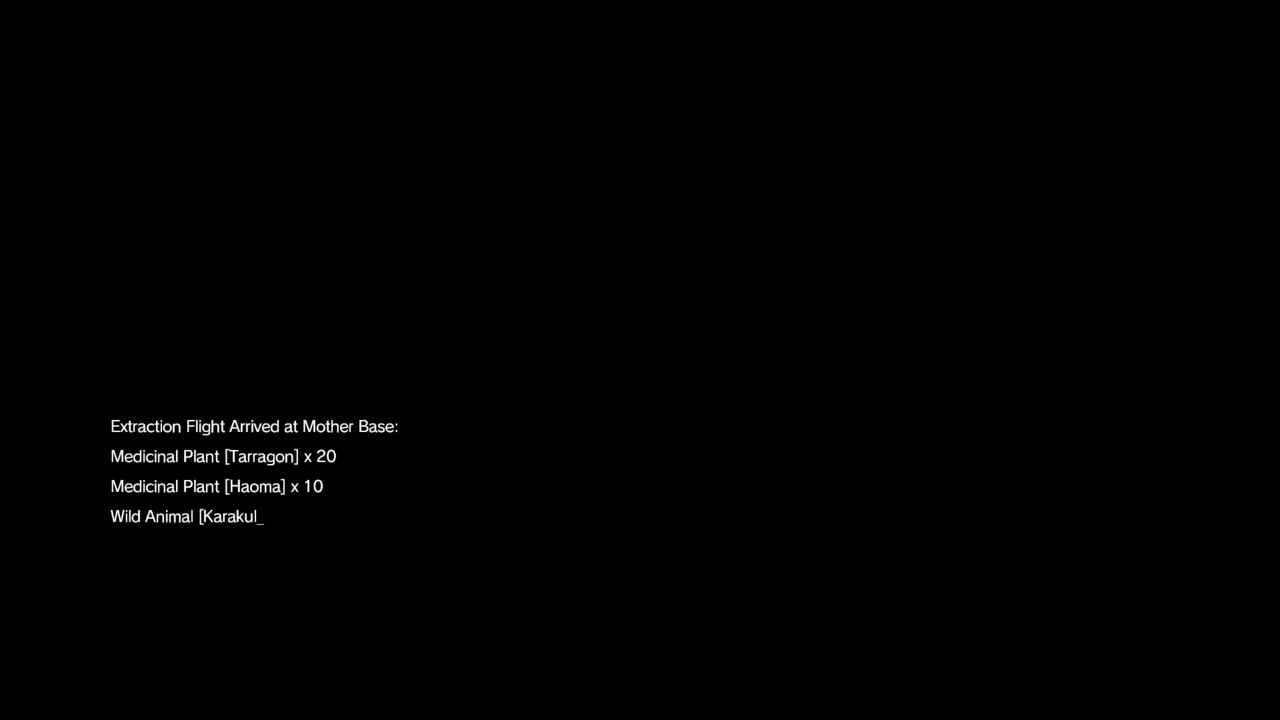 Extraction Flight Arrived at Mother Base:
Medicinal Plant [Tarragon] x 20
Medicinal Plant [Haoma] x 10
Wild Animal [Karakul_